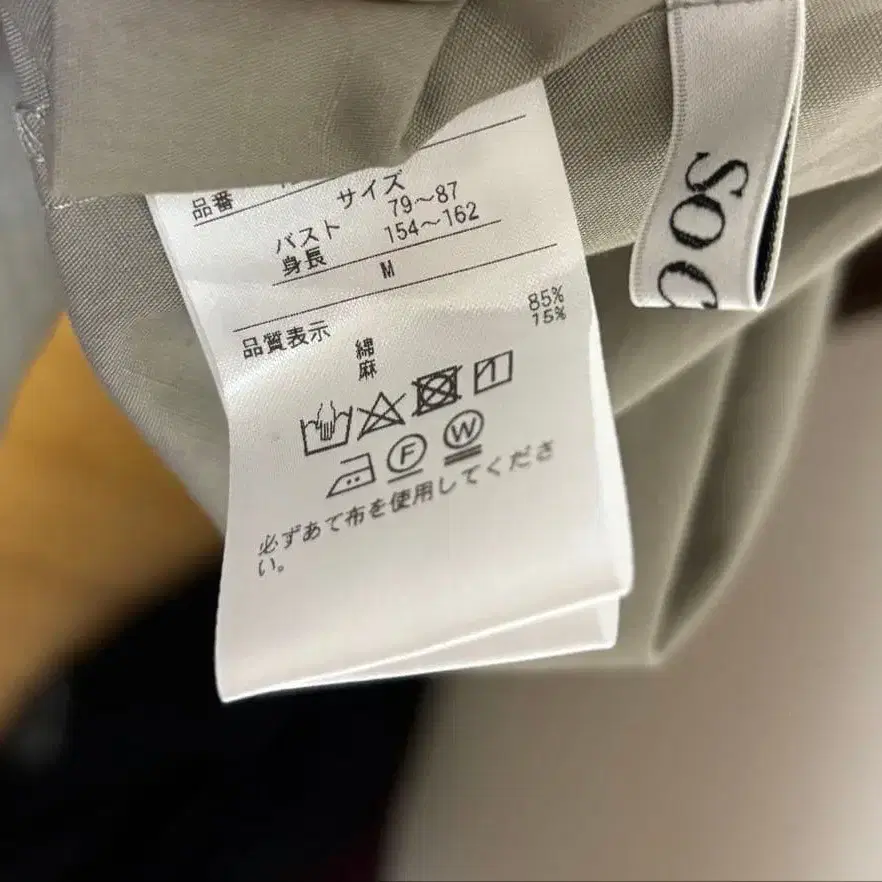 品番
サイズ
バスト 79〜87
身長 154〜162
M
品質表示
綿 85%
麻 15%
F W
必ずあて布を使用してくださ
い。
SO